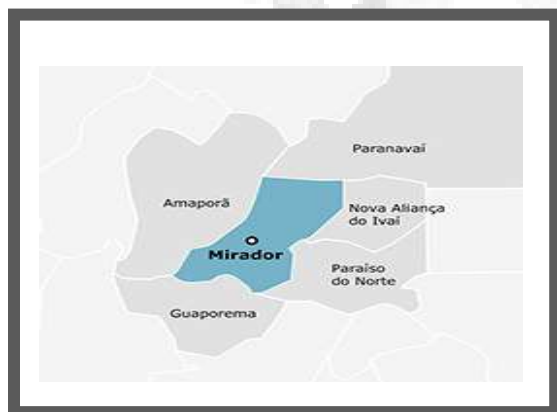 Paranavaí
Amaporã
Nova Aliança
do Ivaí
Mirador
Paraíso
do Norte
Guaporema